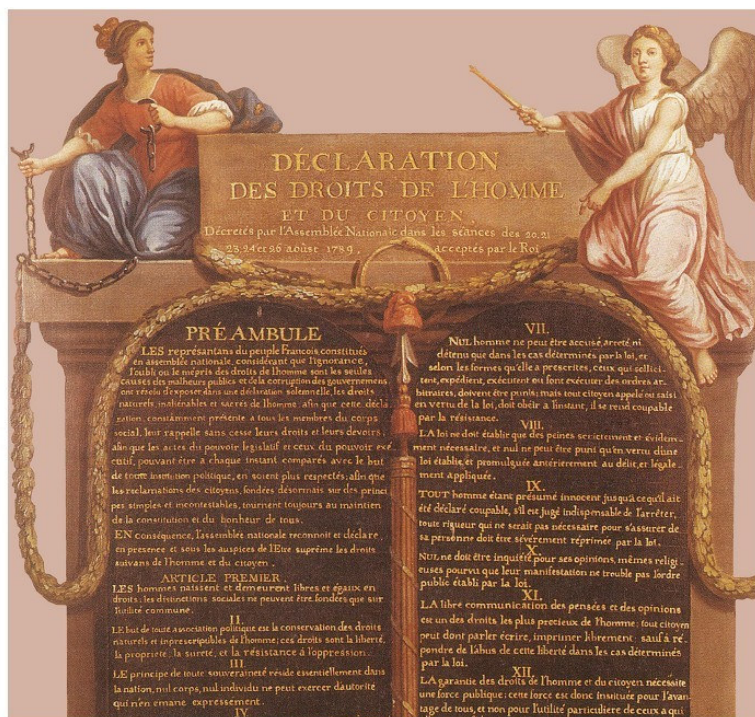 DÉCLARATION
DES DROITS DE L'HOMME
ET DU CITOYEN,
Décretés par l'Assemblée Nationale dans les séances des 20.21
23.24 et 26 août 1789, acceptés par le Roi
PRÉAMBULE
LES représantans du peuple Francois, constitués
en assemblée nationale, considérant que l'ignorance,
l'oubli ou le mépris des droits de l'homme sont les seules
causes des malheurs publics et de la corruption des gouvernemens
ont résolu d'exposer dans une déclaration solemnelle, les droits
naturels, inaliénables et sacrés de l'homme; afin que cette décla
ration, constamment présente a tous les membres du corps
social, leur rappelle sans cesse leurs droits et leurs devoirs;
afin que les actes du pouvoir legislatif et ceux du pouvoir exé
cutif, pouvant être a chaque instant comparés avec le but
de toute institution politique, en soient plus respectés; afin que
les reclamations des citoyens, fondées désormais sur des princi
pes simples et incontestables, tournent toujours au maintien
de la constitution et du bonheur de tous.
EN conséquence, l'assemblée nationale reconnoit et déclare,
en presence et sous les auspices de l'Etre suprême les droits
suivans de l'homme et du citoyen.
ARTICLE PREMIER.
LES hommes naissent et demeurent libres et égaux en
droits; les distinctions sociales ne peuvent être fondées que sur
l'utilité commune.
II.
LE but de toute association politique est la conservation des droits
naturels et inprescriptibles de l'homme; ces droits sont la liberté,
la propriété, la sureté, et la résistance à l'oppression.
III.
LE principe de toute souveraineté réside essentiellement dans
la nation, nul corps, nul individu ne peut exercer d'autorité
qui n'en emane expressement.
IV
VII.
NUL homme ne peut être accusé, arreté, ni
détenu que dans les cas déterminés par la loi, et
selon les formes qu'elle a prescrites, ceux qui sollici-
tent, expédient, exécutent ou font exécuter des ordres ar-
bitraires, doivent être punis; mais tout citoyen appelé ou saisi
en vertu de la loi, doit obéir a l'instant, il se rend coupable
par la résistance.
VIII.
LA loi ne doit établir que des peines strictement et évidem-
ment nécessaire, et nul ne peut être puni qu'en vertu d'une
loi établie, et promulguée antérierement au délit, et légale-
ment appliquée.
IX.
TOUT homme étant présumé innocent jusqu'a ce qu'il ait
été déclaré coupable, s'il est jugé indispensable de l'arrêter,
toute rigueur qui ne serait pas nécessaire pour s'assurer de
sa personne doit être sévèrement réprimée par la loi.
X.
NUL ne doit être inquiété pour ses opinions, mêmes religi-
euses pourvu que leur manifestation ne trouble pas l'ordre
public établi par la loi.
XI.
LA libre communication des pensées et des opinions
est un des droits les plus precieux de l'homme; tout citoyen
peut dont parler écrire, imprimer librement; sauf à ré-
pondre de l'abus de cette liberté dans les cas déterminés
par la loi.
XII.
LA garantie des droits de l'homme et du citoyen nécessite
une force publique; cette force est donc instituée pour l'avan-
tage de tous, et non pour l'utilité particuliere de ceux a qui